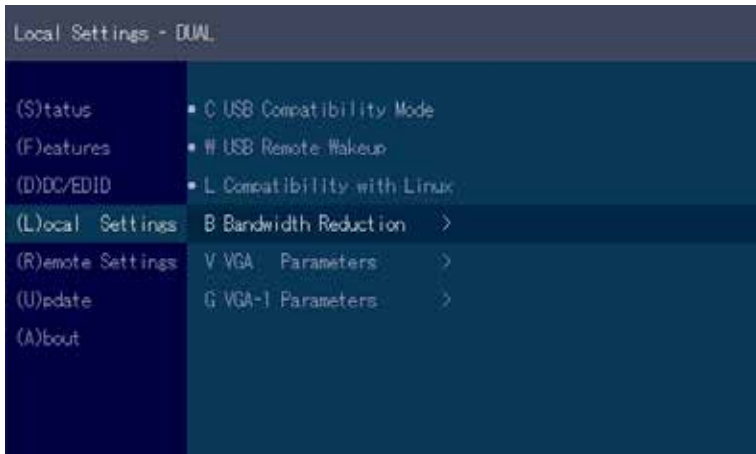 Local Settings - DUAL
(S)tatus
(F)eatures
(D)DC/EDID
(L)ocal Settings
(R)emote Settings
(U)pdate
(A)bout
• C USB Compatibility Mode
• W USB Remote Wakeup
• L Compatibility with Linux
B Bandwidth Reduction >
V VGA Parameters >
G VGA-1 Parameters >